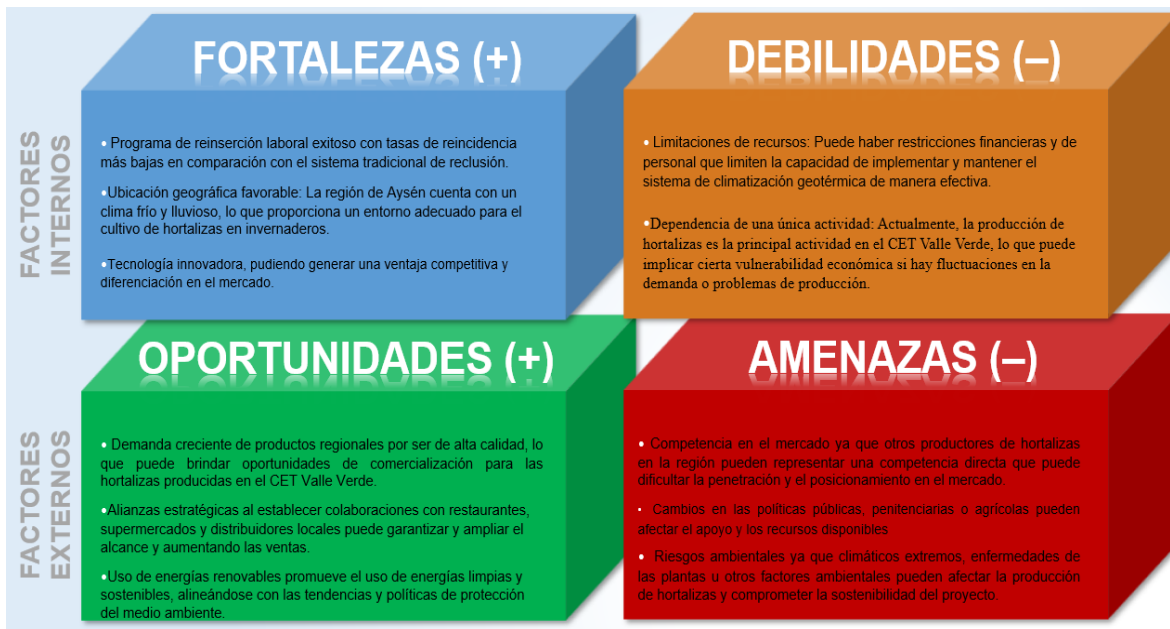 FORTALEZAS (+)
DEBILIDADES (–)
FACTORES
INTERNOS
• Programa de reinserción laboral exitoso con tasas de reincidencia
más bajas en comparación con el sistema tradicional de reclusión.
•Ubicación geográfica favorable: La región de Aysén cuenta con un
clima frío y lluvioso, lo que proporciona un entorno adecuado para el
cultivo de hortalizas en invernaderos.
•Tecnología innovadora, pudiendo generar una ventaja competitiva y
diferenciación en el mercado.
• Limitaciones de recursos: Puede haber restricciones financieras y de
personal que limiten la capacidad de implementar y mantener el
sistema de climatización geotérmica de manera efectiva.
•Dependencia de una única actividad: Actualmente, la producción de
hortalizas es la principal actividad en el CET Valle Verde, lo que puede
implicar cierta vulnerabilidad económica si hay fluctuaciones en la
demanda o problemas de producción.
OPORTUNIDADES (+)
AMENAZAS (–)
FACTORES
EXTERNOS
• Demanda creciente de productos regionales por ser de alta calidad, lo
que puede brindar oportunidades de comercialización para las
hortalizas producidas en el CET Valle Verde.
•Alianzas estratégicas al establecer colaboraciones con restaurantes,
supermercados y distribuidores locales puede garantizar y ampliar el
alcance y aumentando las ventas.
•Uso de energías renovables promueve el uso de energías limpias y
sostenibles, alineándose con las tendencias y políticas de protección
del medio ambiente.
• Competencia en el mercado ya que otros productores de hortalizas
en la región pueden representar una competencia directa que puede
dificultar la penetración y el posicionamiento en el mercado.
• Cambios en las políticas públicas, penitenciarias o agrícolas pueden
afectar el apoyo y los recursos disponibles
• Riesgos ambientales ya que climáticos extremos, enfermedades de
las plantas u otros factores ambientales pueden afectar la producción
de hortalizas y comprometer la sostenibilidad del proyecto.